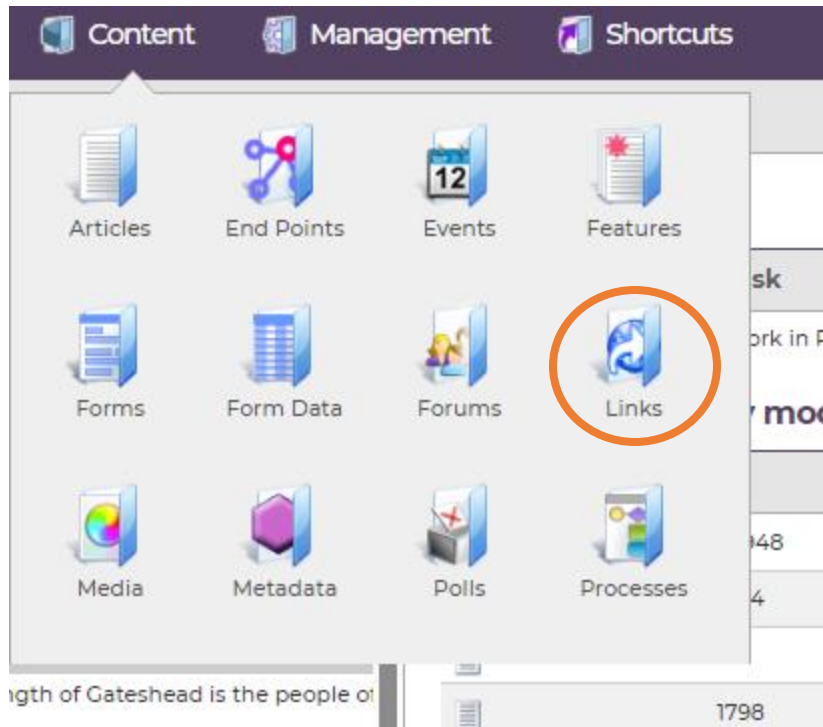 Content Management Shortcuts
12
Articles End Points Events Features
sk
ork in
Forms Form Data Forums Links
moc
Media Metadata Polls Processes
948
4
ngth of Gateshead is the people of
1798